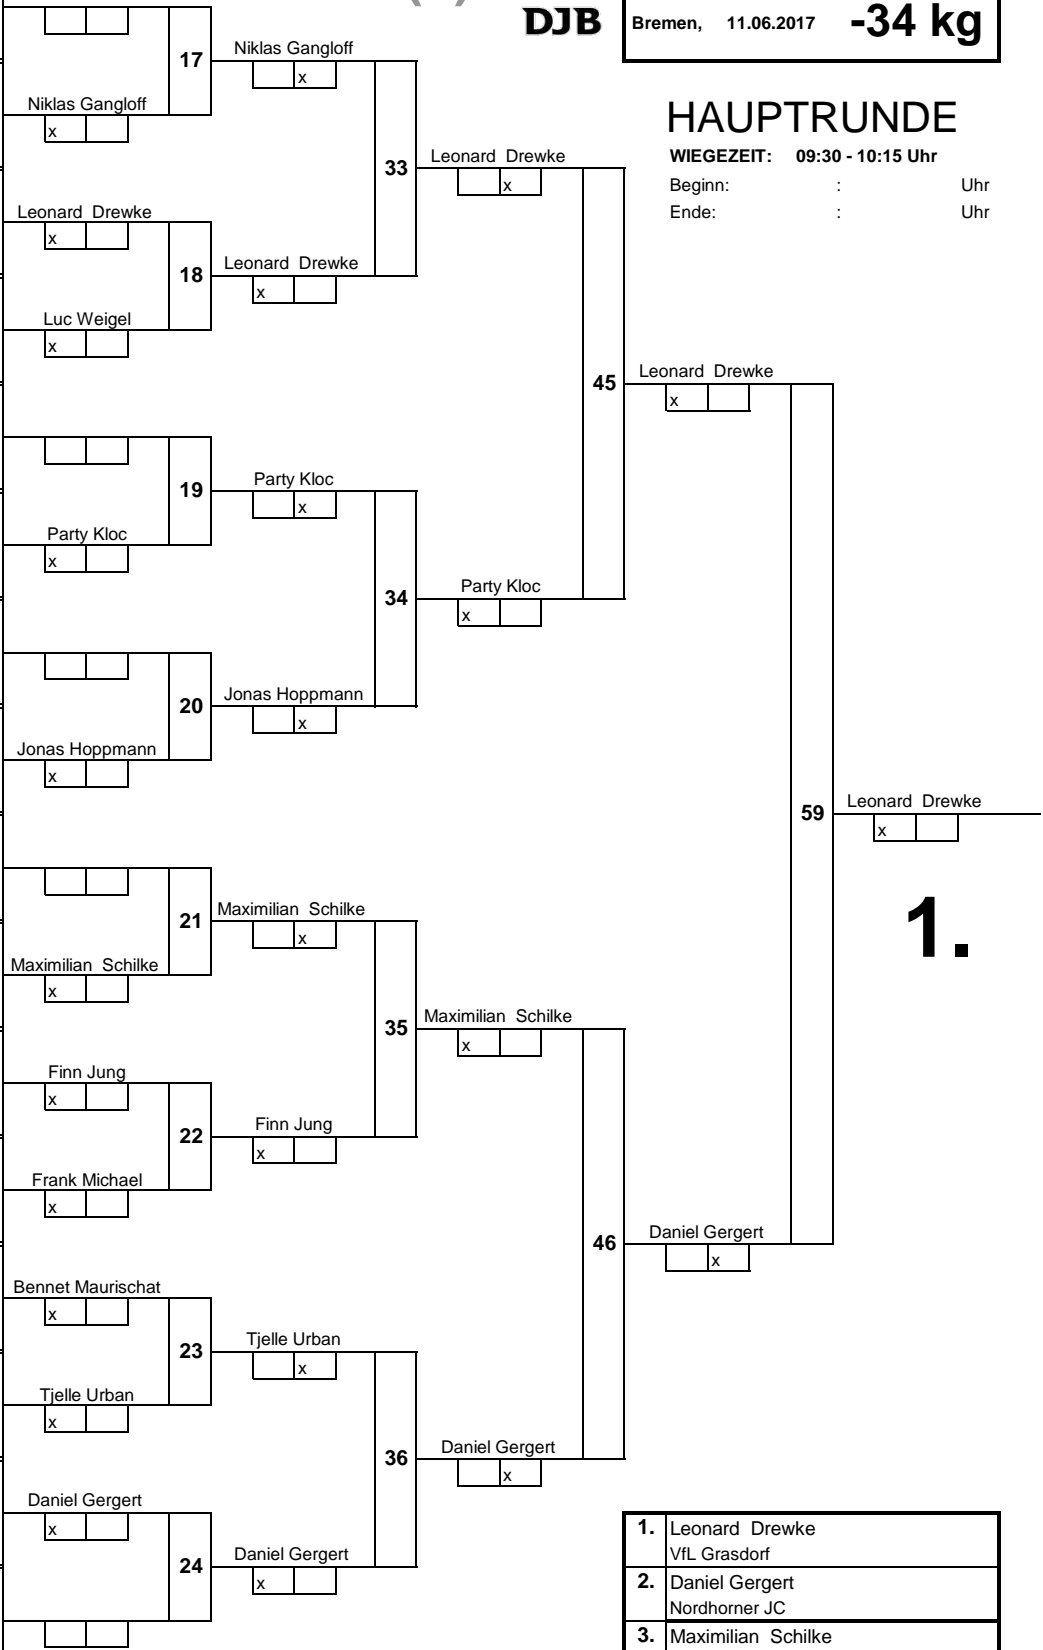 DJB
Bremen, 11.06.2017 -34 kg
HAUPTRUNDE
WIEGEZEIT: 09:30 - 10:15 Uhr
Beginn: : Uhr
Ende: : Uhr
17
Niklas Gangloff
x
Niklas Gangloff
x
33
Leonard Drewke
x
Leonard Drewke
x
18
Leonard Drewke
x
Luc Weigel
x
45
Leonard Drewke
x
19
Party Kloc
x
Party Kloc
x
34
Party Kloc
x
20
Jonas Hoppmann
x
Jonas Hoppmann
x
59
Leonard Drewke
x
1.
21
Maximilian Schilke
x
Maximilian Schilke
x
35
Maximilian Schilke
x
Finn Jung
x
22
Finn Jung
x
Frank Michael
x
46
Daniel Gergert
x
Bennet Maurischat
x
23
Tjelle Urban
x
Tjelle Urban
x
36
Daniel Gergert
x
Daniel Gergert
x
24
Daniel Gergert
x
1. Leonard Drewke
VfL Grasdorf
2. Daniel Gergert
Nordhorner JC
3. Maximilian Schilke